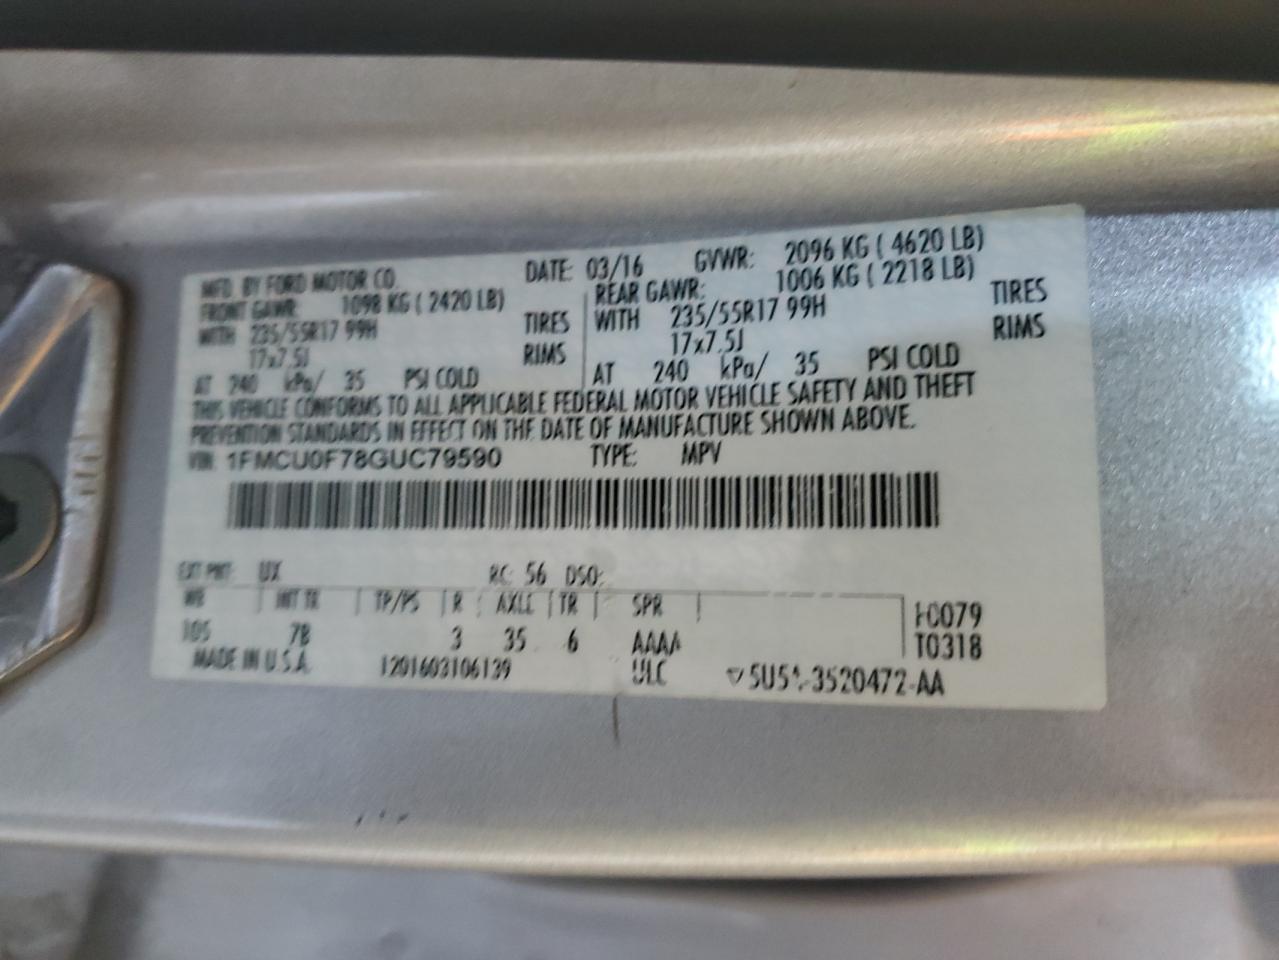 MFD. BY FORD MOTOR CO. DATE: 03/16 GVWR: 2096 KG ( 4620 LB)
FRONT GAWR: 1098 KG ( 2420 LB) REAR GAWR: 1006 KG ( 2218 LB)
WITH 235/55R17 99H TIRES WITH 235/55R17 99H TIRES
17x7.5J RIMS 17x7.5J RIMS
AT 240 kPa/ 35 PSI COLD AT 240 kPa/ 35 PSI COLD
THIS VEHICLE CONFORMS TO ALL APPLICABLE FEDERAL MOTOR VEHICLE SAFETY AND THEFT
PREVENTION STANDARDS IN EFFECT ON THE DATE OF MANUFACTURE SHOWN ABOVE.
VIN: 1FMCU0F78GUC79590 TYPE: MPV
EXT PNT: UX RC: 56 DSO:
WB INT TR TP/PS R AXLE TR SPR
105 7B 3 35 6 AAAA
F0079
T0318
MADE IN U.S.A. 1201603106139 ULC